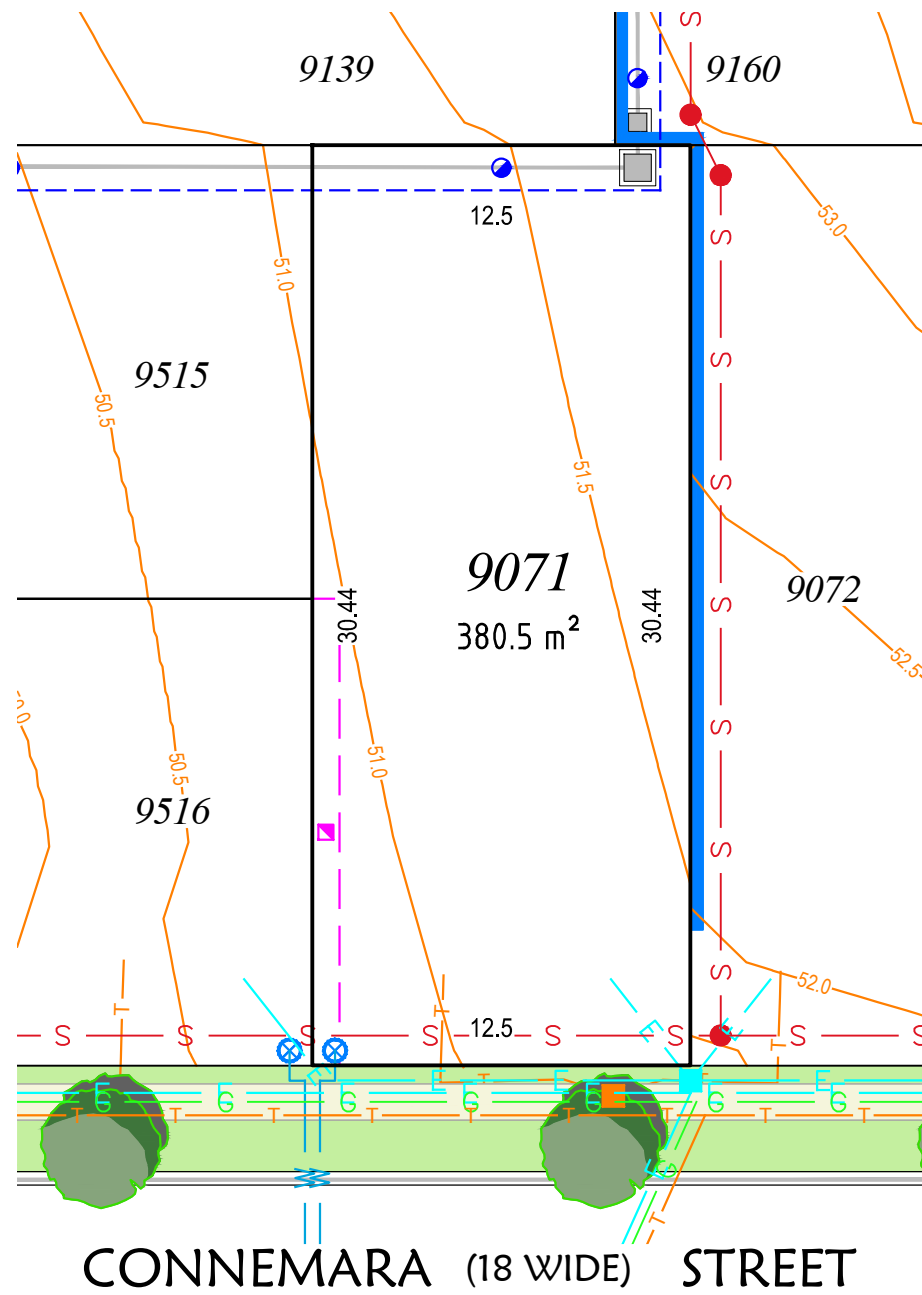 S
9139
9160
12.5
53.0
S
51.0
9515
S
50.5
51.5
S
9071
9072
380.5 m²
30.44
30.44
S
52.5
50.5
51.0
S
9516
S
S
52.0
T
T
12.5
S S S S S S S S
E E
T
E E E E
T T
E E E E E E E
G G G G G G G
T T T T T T T T T T T
E
G
T
CONNEMARA (18 WIDE) STREET